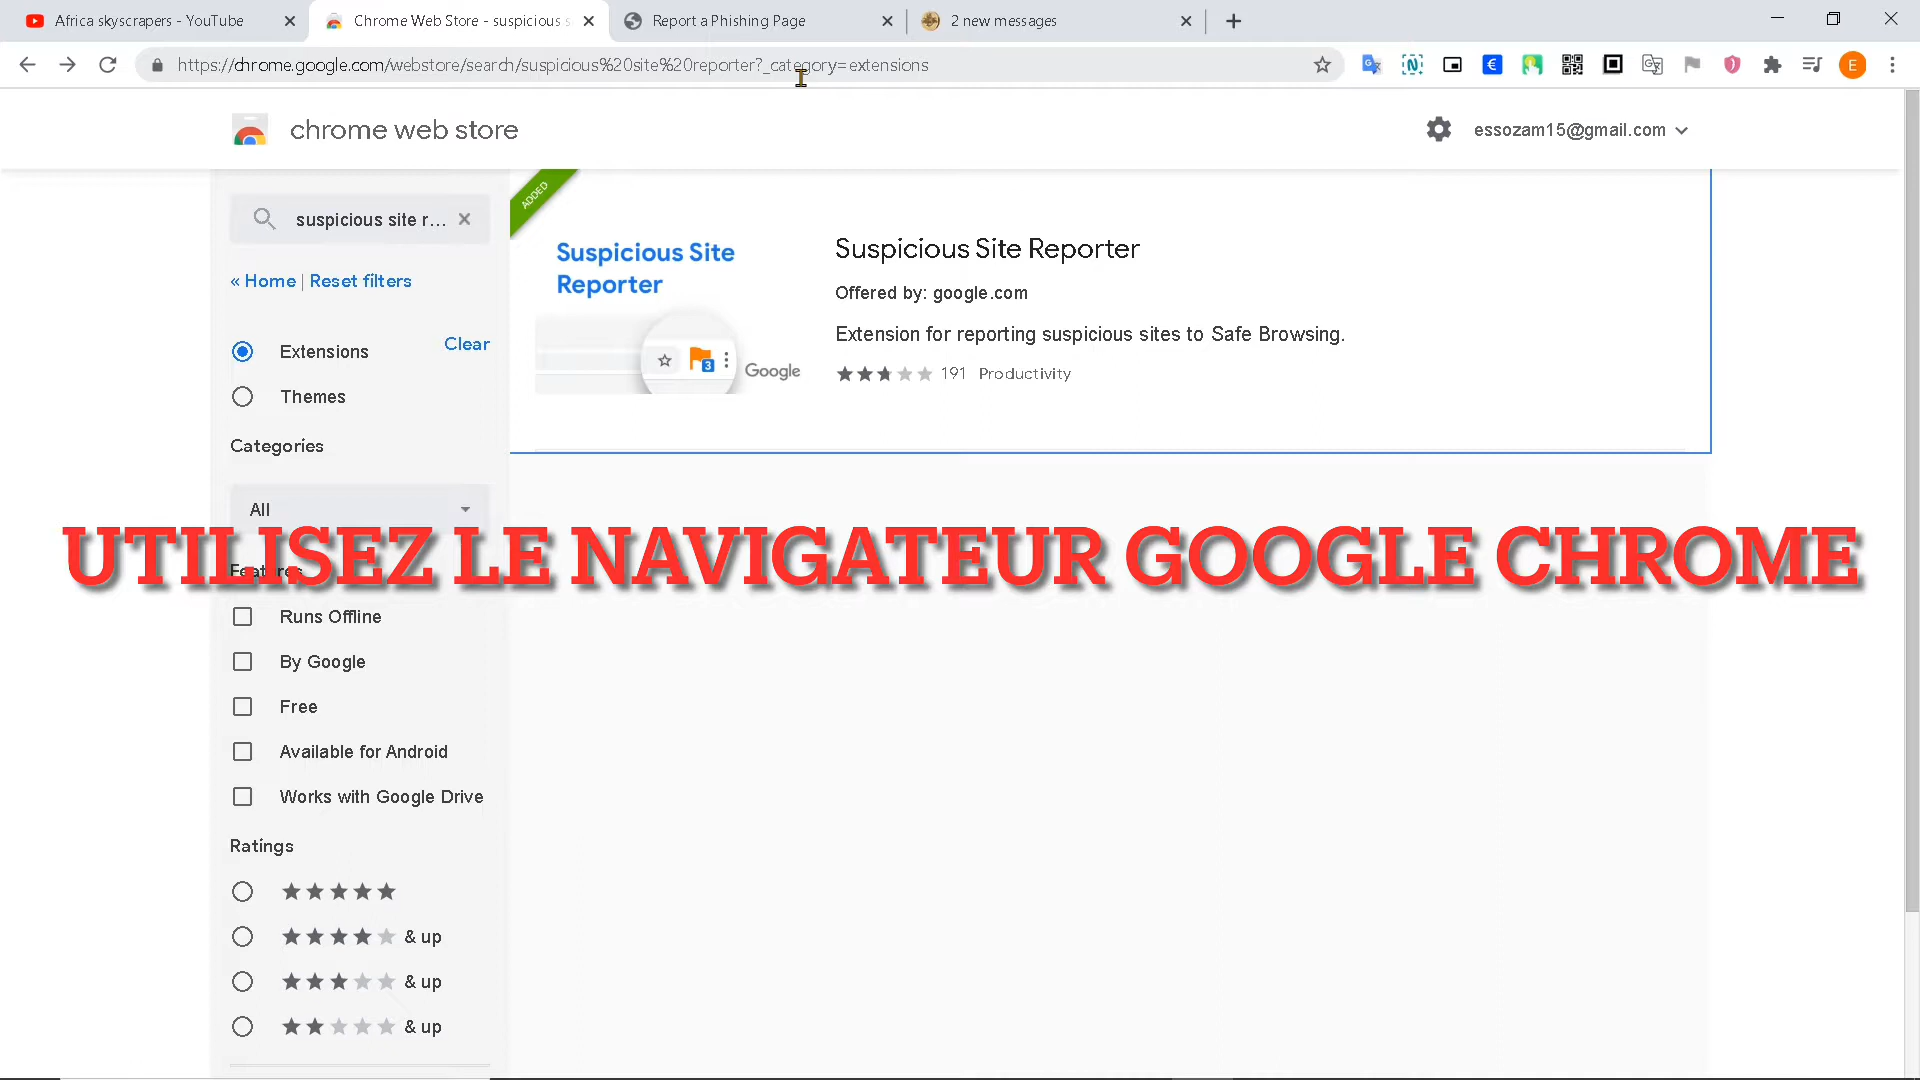 Africa skyscrapers - YouTube
Chrome Web Store - suspicious s
Report a Phishing Page
2 new messages
https://chrome.google.com/webstore/search/suspicious%20site%20reporter?_category=extensions
E
chrome web store
essozam15@gmail.com
suspicious site r...
« Home | Reset filters
Extensions
Clear
Themes
Categories
All
Features
Runs Offline
By Google
Free
Available for Android
Works with Google Drive
Ratings
& up
& up
& up
ADDED
Suspicious Site
Reporter
3
Google
Suspicious Site Reporter
Offered by: google.com
Extension for reporting suspicious sites to Safe Browsing.
191 Productivity
UTILISEZ LE NAVIGATEUR GOOGLE CHROME